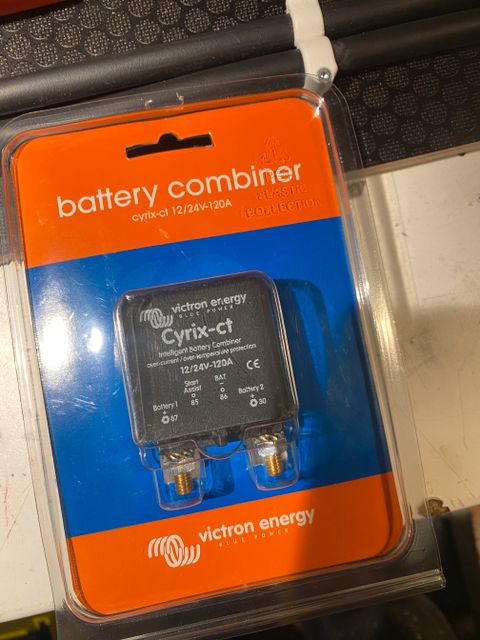 battery combiner
cyrix-ct 12/24V-120A
PLASTIC
COLLECTION
victron energy
BLUE POWER
Cyrix-ct
Intelligent Battery Combiner
over-current / over-temperature protection
12/24V-120A
CE
Start
Assist
85
BAT
-
86
Battery 1
+
87
Battery 2
+
30
victron energy
BLUE POWER